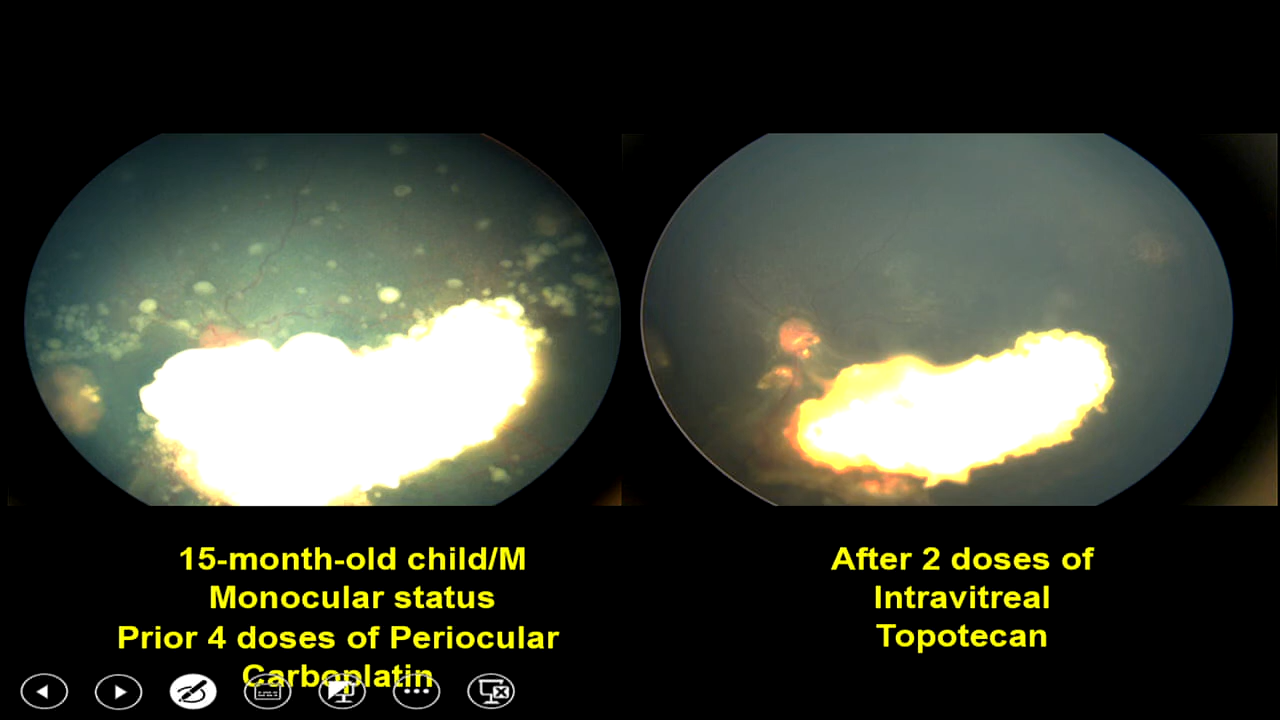 15-month-old child/M
Monocular status
Prior 4 doses of Periocular
Carboplatin
After 2 doses of
Intravitreal
Topotecan